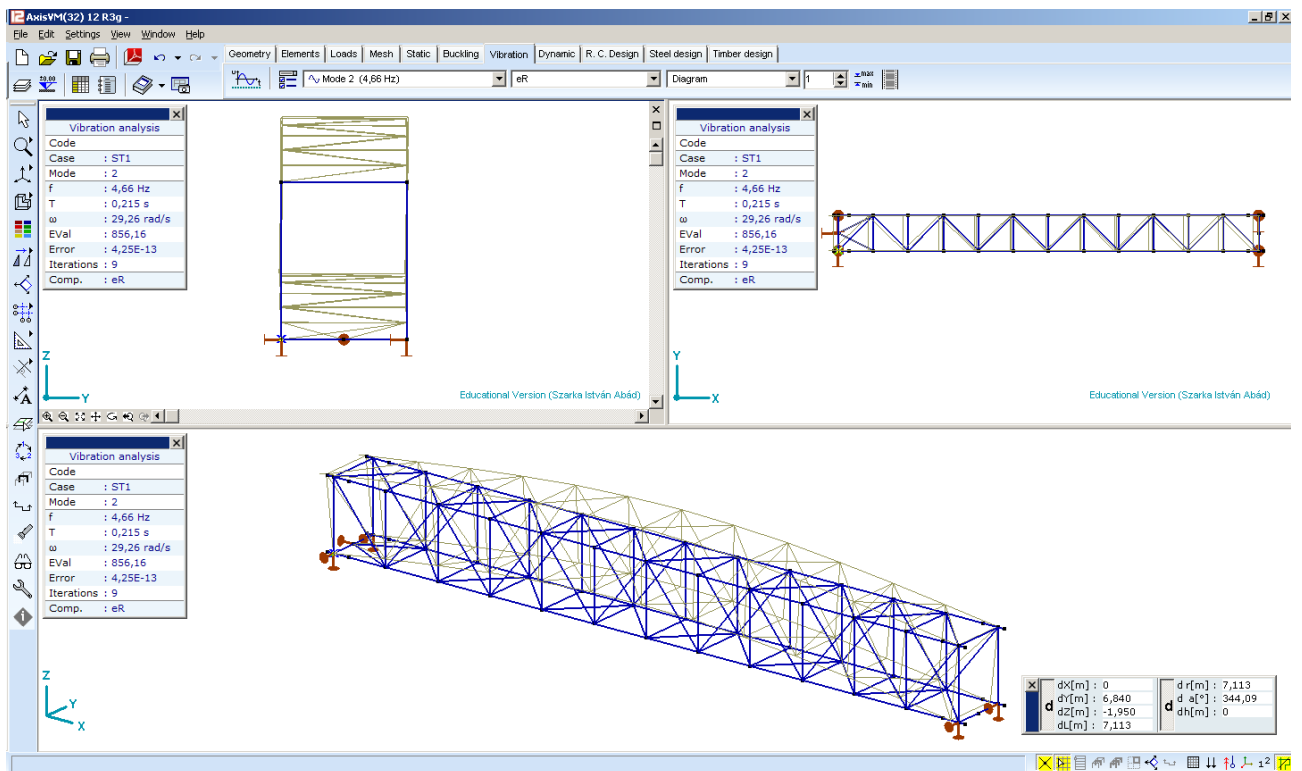 AxisVM(32) 12 R3g -
File Edit Settings View Window Help
Geometry Elements Loads Mesh Static Buckling Vibration Dynamic R. C. Design Steel design Timber design
Mode 2 (4,66 Hz) eR Diagram 1 max min
Vibration analysis
Code
Case : ST1
Mode : 2
f : 4,66 Hz
T : 0,215 s
ω : 29,26 rad/s
EVal : 856,16
Error : 4,25E-13
Iterations : 9
Comp. : eR
Z
Y
Educational Version (Szarka István Abád)
Vibration analysis
Code
Case : ST1
Mode : 2
f : 4,66 Hz
T : 0,215 s
ω : 29,26 rad/s
EVal : 856,16
Error : 4,25E-13
Iterations : 9
Comp. : eR
Y
X
Educational Version (Szarka István Abád)
Vibration analysis
Code
Case : ST1
Mode : 2
f : 4,66 Hz
T : 0,215 s
ω : 29,26 rad/s
EVal : 856,16
Error : 4,25E-13
Iterations : 9
Comp. : eR
Z
Y
X
d
dX[m] : 0
dY[m] : 6,840
dZ[m] : -1,950
dL[m] : 7,113
d
d r[m] : 7,113
d a[°] : 344,09
dh[m] : 0